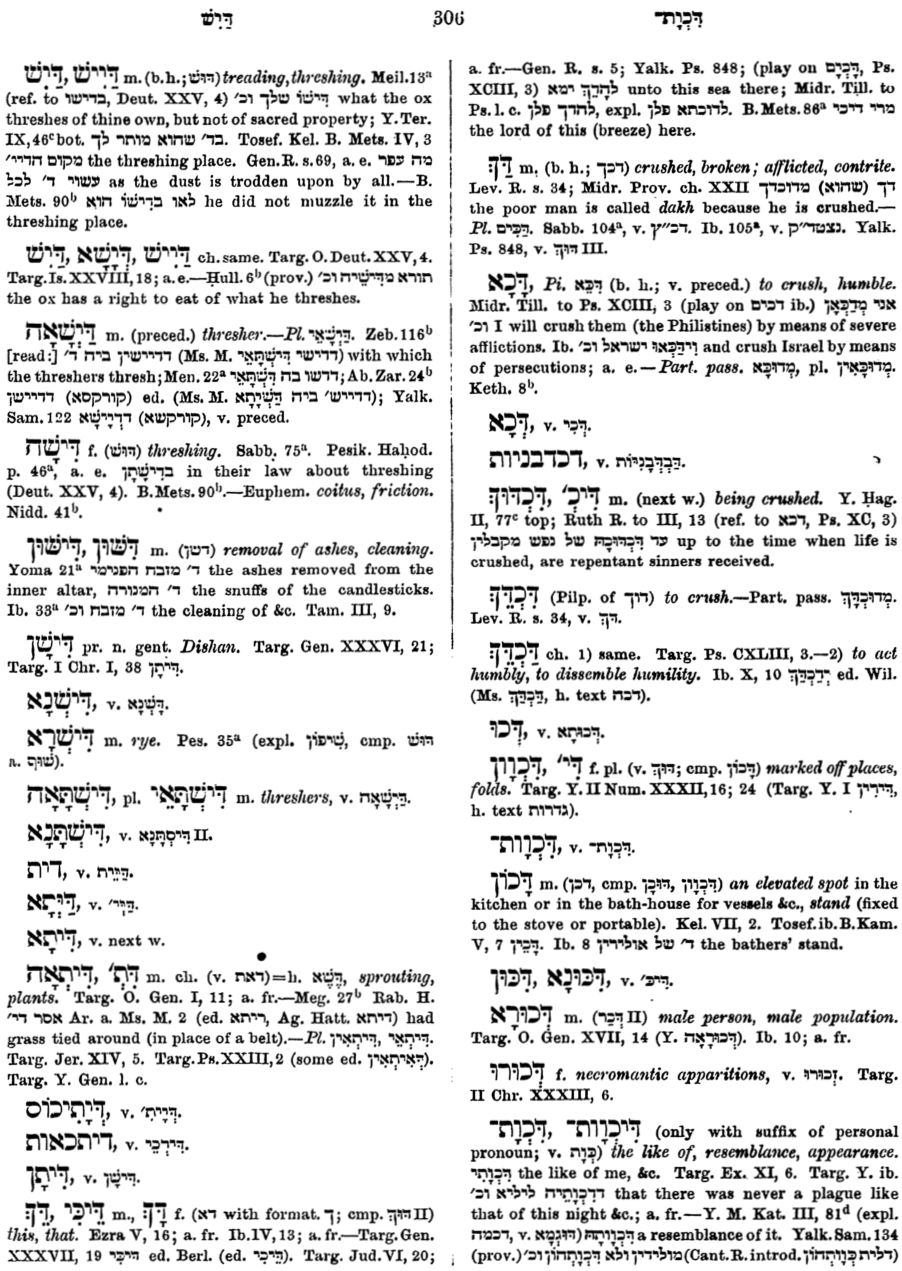 דַּיִשׁ
306
דִּכְוָת־
דַּיִישׁ, דַּיִשׁ m. (b.h.; דּוּשׁ) treading, threshing. Meil. 13ᵃ
(ref. to בדישו, Deut. XXV, 4) דִּישׁוֹ שלך וכ׳ what the ox
threshes of thine own, but not of sacred property; Y. Ter.
IX, 46ᶜ bot. בד׳ שהוא מותר לך. Tosef. Kel. B. Mets. IV, 3
מקום הדיי׳ the threshing place. Gen. R. s. 69, a. e. מה עפר
עשוי ד׳ לכל as the dust is trodden upon by all.—B.
Mets. 90ᵇ לאו בְּדִישׁוֹ הוא he did not muzzle it in the
threshing place.
דַּיִישׁ, דַּיְשָׁא, דַּיִשׁ ch. same. Targ. O. Deut. XXV, 4.
Targ. Is. XXVIII, 18; a. e.—Ḥull. 6ᵇ (prov.) תורא מדישיה וכ׳
the ox has a right to eat of what he threshes.
דַּיְשָׁאָה m. (preced.) thresher.—Pl. דַּיְשָׁאֵי. Zeb. 116ᵇ
[read:] דדיישין ביה ד׳ (Ms. M. דדישי דישתאי) with which
the threshers thresh; Men. 22ᵃ דדשו בה דִּשְׁתָּאֵי; Ab. Zar. 24ᵇ
דדיישן (קורקסא) ed. (Ms. M. דדייש׳ ביה דַּשְׁיָתָא); Yalk.
Sam. 122 דְּדַיְישָׁא (קורקשא), v. preced.
דִּישָׁה f. (דּוּשׁ) threshing. Sabb. 75ᵃ. Pesik. Haḥod.
p. 46ᵃ, a. e. בדישָׁתָן in their law about threshing
(Deut. XXV, 4). B. Mets. 90ᵇ.—Euphem. coitus, friction.
Nidd. 41ᵇ.
דִּשּׁוּן, דִּישּׁוּן m. (דשן) removal of ashes, cleaning.
Yoma 21ᵃ ד׳ מזבח הפנימי the ashes removed from the
inner altar, ד׳ המנורה the snuffs of the candlesticks.
Ib. 33ᵃ ד׳ מזבח וכ׳ the cleaning of &c. Tam. III, 9.
דִּישָׁן pr. n. gent. Dishan. Targ. Gen. XXXVI, 21;
Targ. I Chr. I, 38 דִּיתָן.
דִּישְׁנָא, v. דָּשְׁנָא.
דִּישְׁרָא m. rye. Pes. 35ᵃ (expl. שִׁיפּוֹן, cmp. דּוּשׁ
a. שׁוּף).
דִּישְׁתָּאָה, pl. דִּישְׁתָּאֵי m. threshers, v. דַּיְשָׁאָה.
דִּישְׁתָּנָא, v. דִּיסְתָּנָא II.
דית, v. דַּיֵּית.
דַּיְתָא, v. דַּיּוֹ׳.
דִּיתָא, v. next w.
דִּיתְאָה, דִּתְ׳ m. ch. (v. דאת)=h. דֶּשֶׁא, sprouting,
plants. Targ. O. Gen. I, 11; a. fr.—Meg. 27ᵇ Rab. H.
אסר די׳ Ar. a. Ms. M. 2 (ed. ריתא, Ag. Hatt. דיתא) had
grass tied around (in place of a belt).—Pl. דִּיתְאֵי, דִּיתְאִין.
Targ. Jer. XIV, 5. Targ. Ps. XXIII, 2 (some ed. דְּאִיתְאִין).
Targ. Y. Gen. l. c.
דְּיָתִיכוֹס, v. דְּיַית׳.
דיתכאות, v. דִּירְכֵּי.
דִּיתָן, v. דִּישָׁן.
דֵּיךְ, דֵּיכִי m., דָּךְ f. (דא with format. ך; cmp. דּוּךְ II)
this, that. Ezra V, 16; a. fr. Ib. IV, 13; a. fr.—Targ. Gen.
XXXVII, 19 דֵּיכִי ed. Berl. (ed. דֵּיכִי). Targ. Jud. VI, 20;
a. fr.—Gen. R. s. 5; Yalk. Ps. 848; (play on דָּכְיָם, Ps.
XCIII, 3) לְהָדֵךְ ימא unto this sea there; Midr. Till. to
Ps. l. c. להדך פלן, expl. לדוכתא פלן. B. Mets. 86ᵃ מרי דיכי
the lord of this (breeze) here.
דַּךְ m. (b. h.; דכך) crushed, broken; afflicted, contrite.
Lev. R. s. 34; Midr. Prov. ch. XXII דך (שהוא) מדוכדך
the poor man is called dakh because he is crushed.—
Pl. דַּכִּים. Sabb. 104ᵃ, v. דכ״ץ. Ib. 105ᵃ, v. נצטד״ק. Yalk.
Ps. 848, v. דּוּךְ III.
דָּכָא, Pi. דִּכָּא (b. h.; v. preced.) to crush, humble.
Midr. Till. to Ps. XCIII, 3 (play on דכים ib.) אני מְדַכְּאָן
וכ׳ I will crush them (the Philistines) by means of severe
afflictions. Ib. וִידַכְּאוּ ישראל וכ׳ and crush Israel by means
of persecutions; a. e.—Part. pass. מְדוּכָּא, pl. מְדוּכָּאִין.
Keth. 8ᵇ.
דְּכָא, v. דְּכִי.
דכדבניות, v. דַּבְדְּבָנִיּוֹת.
דִּכְדּוּךְ, דִּיכְ׳ m. (next w.) being crushed. Y. Ḥag.
II, 77ᶜ top; Ruth R. to III, 13 (ref. to דכא, Ps. XC, 3)
עד דִּכְדּוּכָהּ של נפש מקבלין up to the time when life is
crushed, are repentant sinners received.
דִּכְדֵּךְ (Pilp. of דוך) to crush.—Part. pass. מְדוּכְדָּךְ.
Lev. R. s. 34, v. דַּךְ.
דַּכְדֵּךְ ch. 1) same. Targ. Ps. CXLIII, 3.—2) to act
humbly, to dissemble humility. Ib. X, 10 יְדַכְדַּךְ ed. Wil.
(Ms. דַּכְדֵּךְ, h. text דכה).
דְּכוּ, v. דְּכוּתָא.
דִּכְוָון, דִּי׳ f. pl. (v. דּוּךְ; cmp. דְּכוֹן) marked off places,
folds. Targ. Y. II Num. XXXII, 16; 24 (Targ. Y. I דִּירִין,
h. text גדרות).
דִּכְוָות־, v. דִּכְוָת־.
דָּכוֹן m. (דכן, cmp. דּוּכָן, דִּכְוָון) an elevated spot in the
kitchen or in the bath-house for vessels &c., stand (fixed
to the stove or portable). Kel. VII, 2. Tosef. ib. B. Kam.
V, 7 דָּכִין. Ib. 8 ד׳ של אוליירין the bathers' stand.
דִּכּוּנָא, דִּכּוּן, v. דִּיכּ׳.
דְּכוּרָא m. (דְּכַר II) male person, male population.
Targ. O. Gen. XVII, 14 (Y. דְּכוּרָאָה). Ib. 10; a. fr.
דְּכוּרוּ f. necromantic apparitions, v. זְכוּרוּ. Targ.
II Chr. XXXIII, 6.
דִּיכְוָות־, דִּכְוָת־ (only with suffix of personal
pronoun; v. כְּוָת) the like of, resemblance, appearance.
דִּכְוָתִי the like of me, &c. Targ. Ex. XI, 6. Targ. Y. ib.
דִּדְכְוָתֵיהּ ליליא וכ׳ that there was never a plague like
that of this night &c.; a. fr.—Y. M. Kat. III, 81ᵈ (expl.
דכמה, v. דּוּגְמָא) דִּכְוָותָהּ a resemblance of it. Yalk. Sam. 134
(prov.) מולידין ולא דִּכְוָתְהוֹן וכ׳ (Cant. R. introd. דלית כְּוָותְהוֹן)